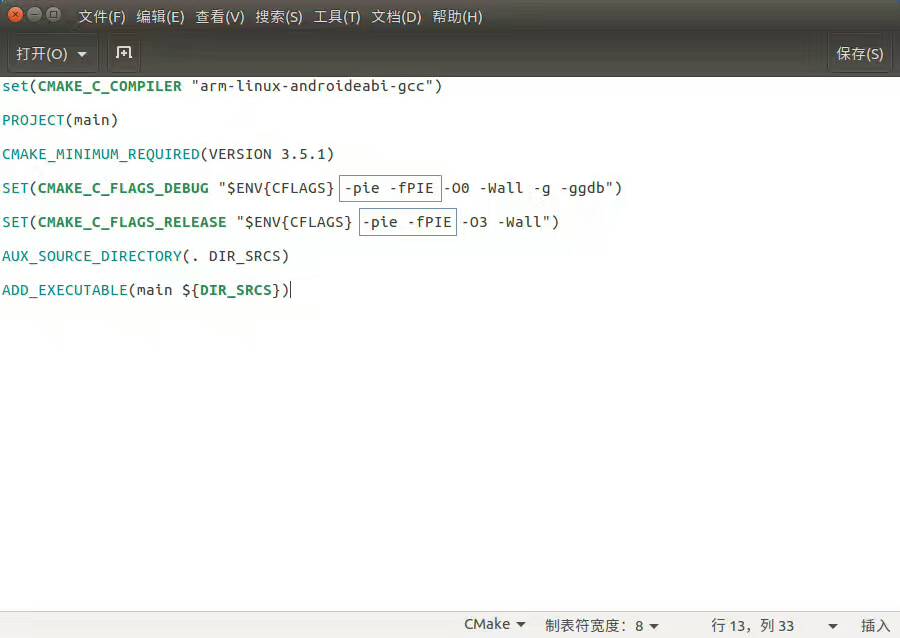 文件(F) 编辑(E) 查看(V) 搜索(S) 工具(T) 文档(D) 帮助(H)
打开(O) 保存(S)
set(CMAKE_C_COMPILER "arm-linux-androideabi-gcc")
PROJECT(main)
CMAKE_MINIMUM_REQUIRED(VERSION 3.5.1)
SET(CMAKE_C_FLAGS_DEBUG "$ENV{CFLAGS} -pie -fPIE -O0 -Wall -g -ggdb")
SET(CMAKE_C_FLAGS_RELEASE "$ENV{CFLAGS} -pie -fPIE -O3 -Wall")
AUX_SOURCE_DIRECTORY(. DIR_SRCS)
ADD_EXECUTABLE(main ${DIR_SRCS})
CMake 制表符宽度: 8 行 13, 列 33 插入